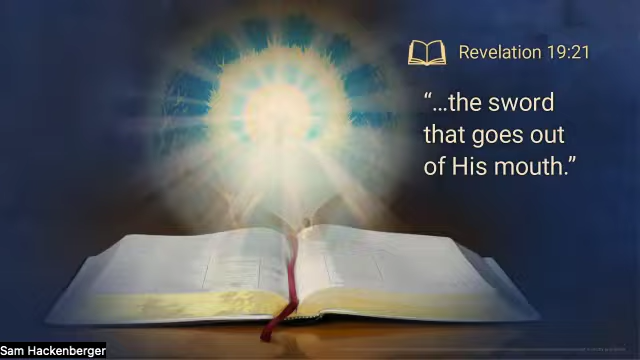 Revelation 19:21
“...the sword
that goes out
of His mouth.”
Sam Hackenberger